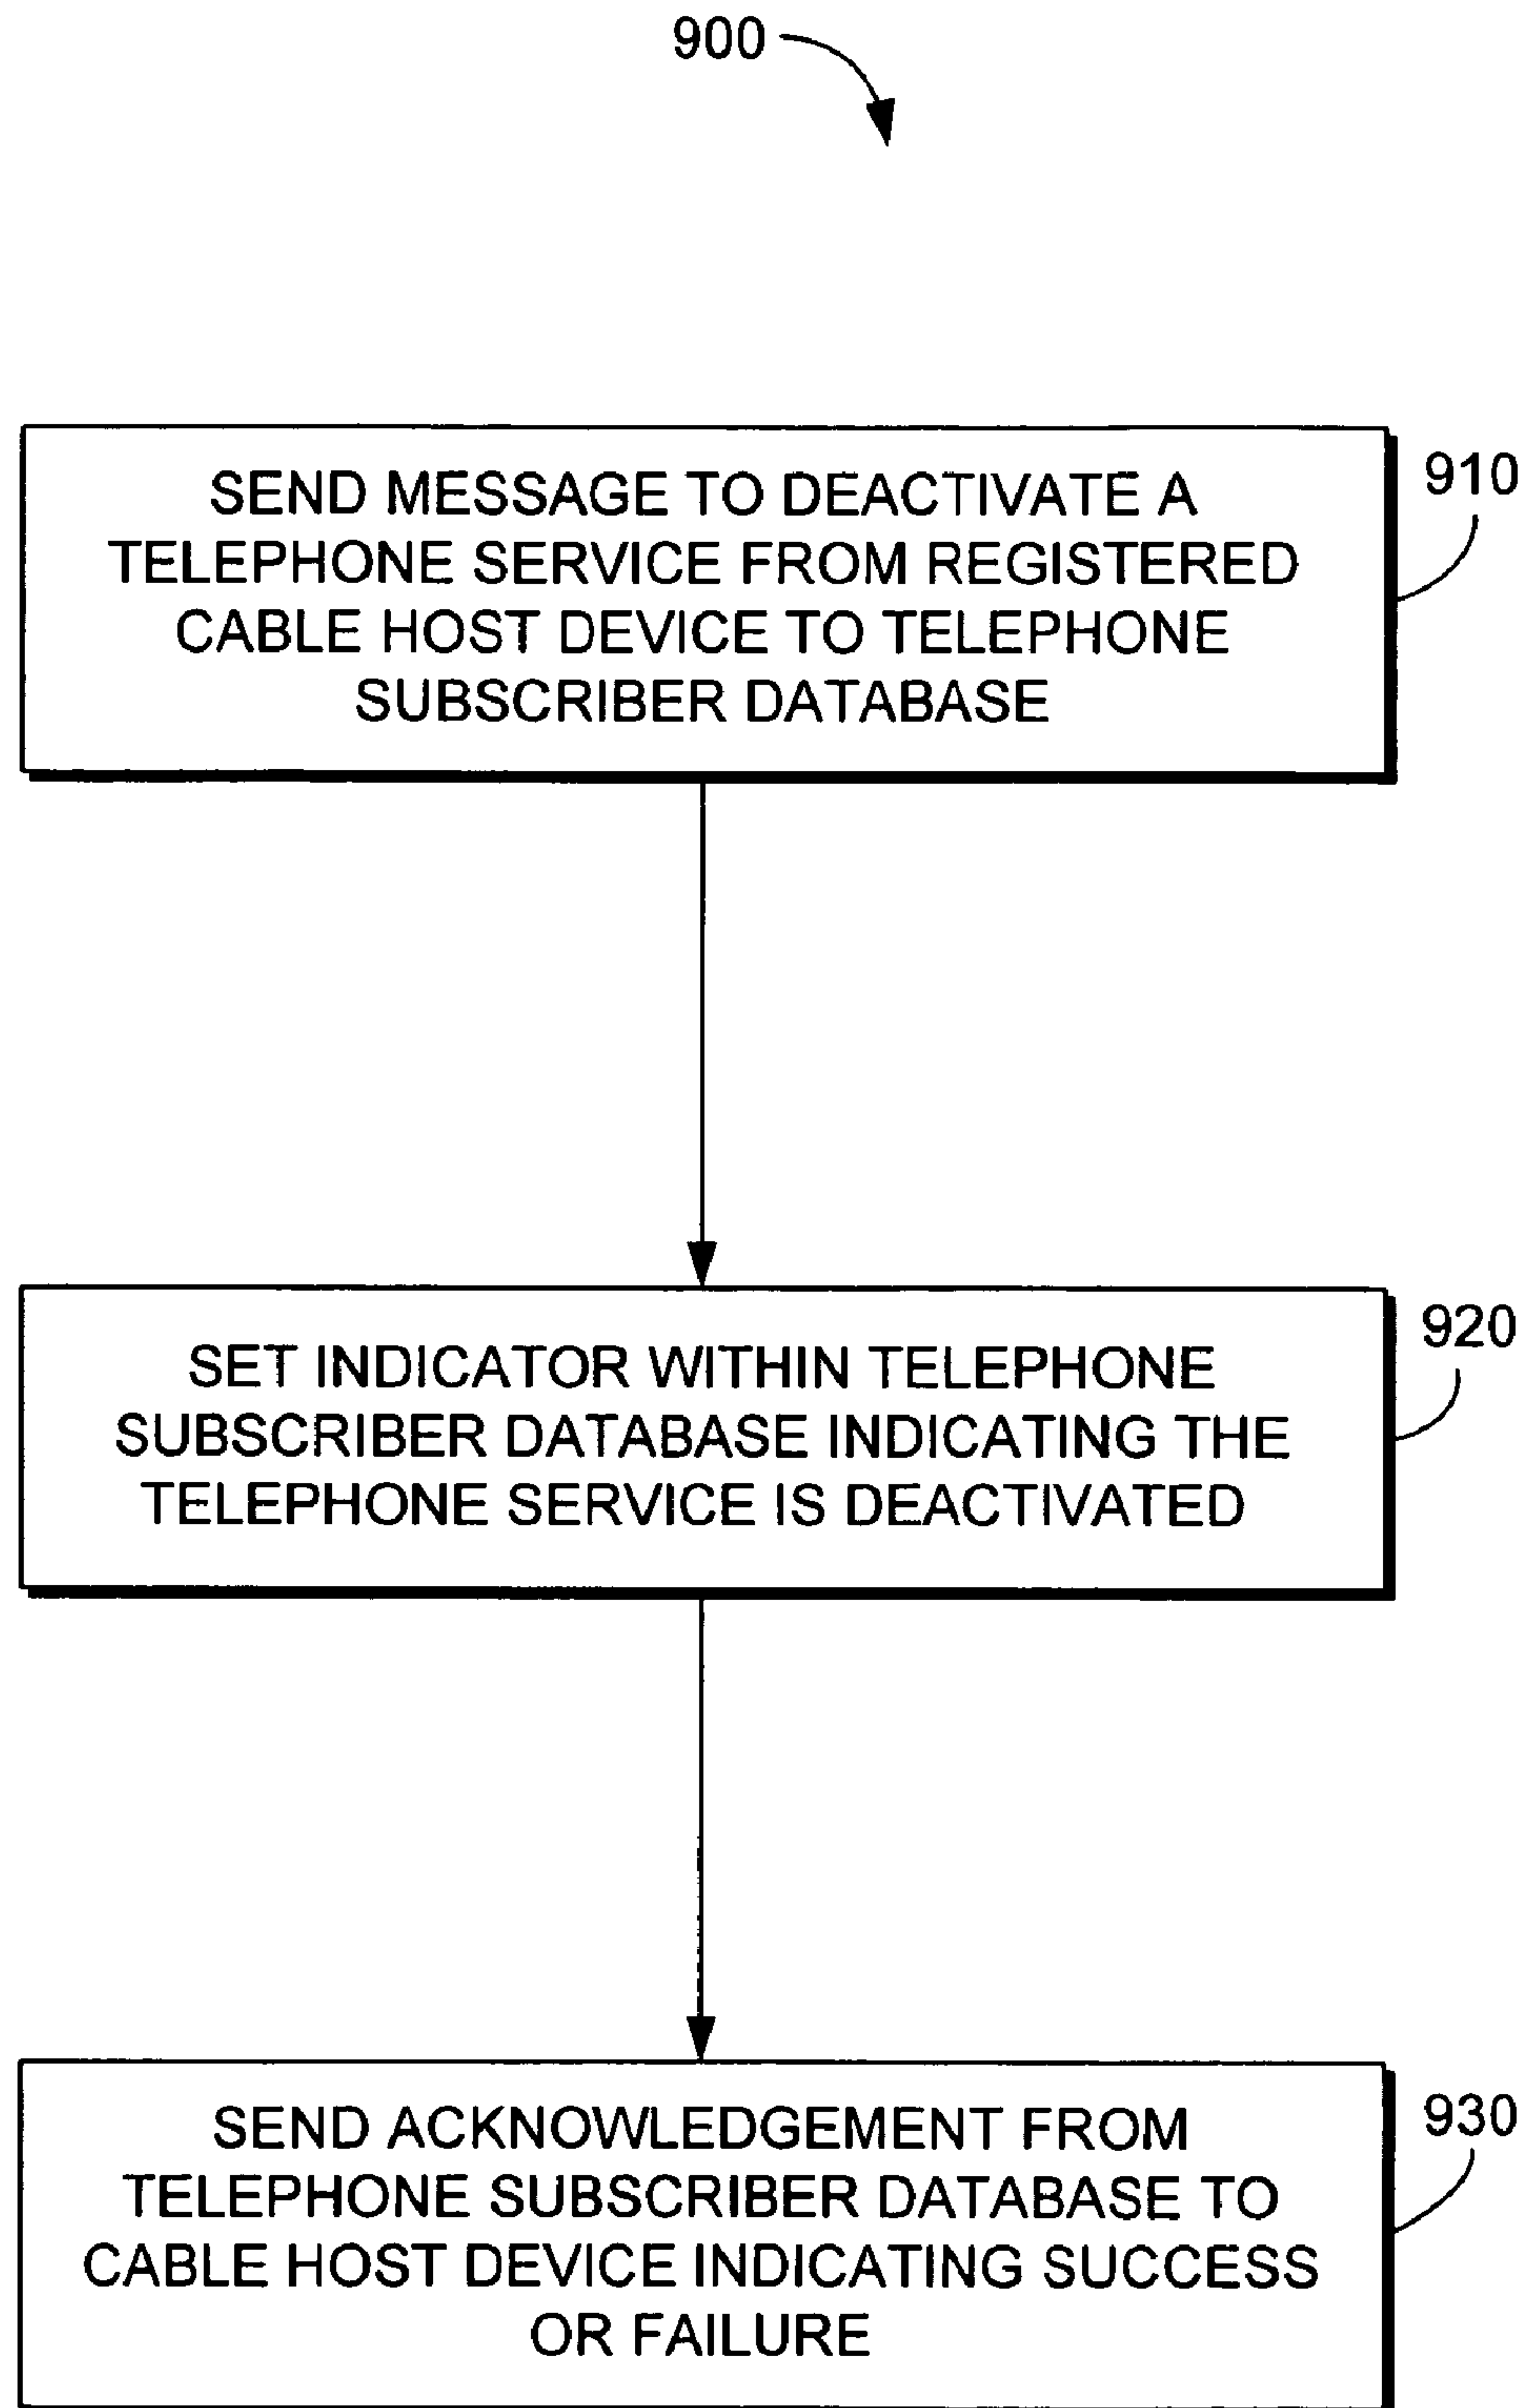 900
SEND MESSAGE TO DEACTIVATE A
TELEPHONE SERVICE FROM REGISTERED
CABLE HOST DEVICE TO TELEPHONE
SUBSCRIBER DATABASE
910
SET INDICATOR WITHIN TELEPHONE
SUBSCRIBER DATABASE INDICATING THE
TELEPHONE SERVICE IS DEACTIVATED
920
SEND ACKNOWLEDGEMENT FROM
TELEPHONE SUBSCRIBER DATABASE TO
CABLE HOST DEVICE INDICATING SUCCESS
OR FAILURE
930